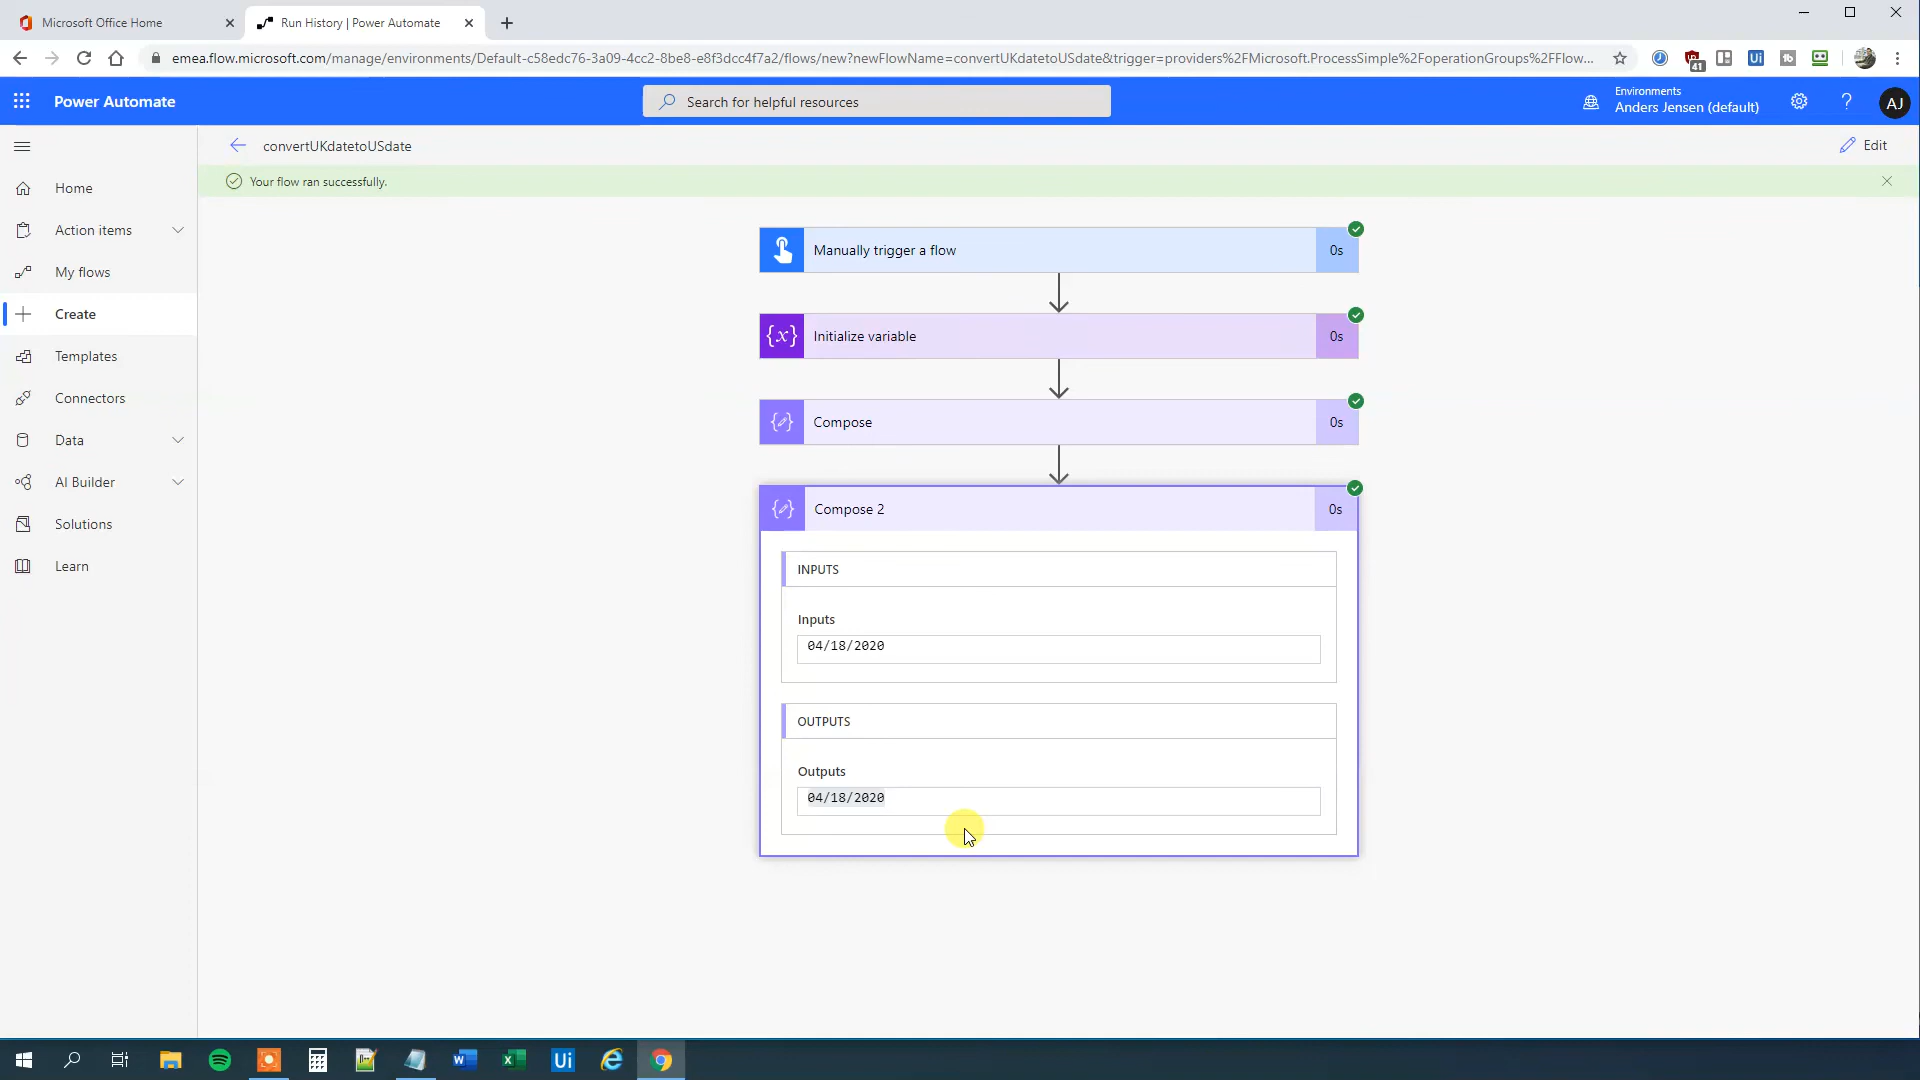 Microsoft Office Home
Run History | Power Automate
emea.flow.microsoft.com/manage/environments/Default-c58edc76-3a09-4cc2-8be8-e8f3dcc4f7a2/flows/new?newFlowName=convertUKdatetoUSdate&trigger=providers%2FMicrosoft.ProcessSimple%2FoperationGroups%2FFlow...
41
Ui
Power Automate
Search for helpful resources
Environments
Anders Jensen (default)
?
AJ
convertUKdatetoUSdate
Edit
Your flow ran successfully.
Home
Action items
My flows
Create
Templates
Connectors
Data
AI Builder
Solutions
Learn
Manually trigger a flow
0s
{x}
Initialize variable
0s
Compose
0s
Compose 2
0s
INPUTS
Inputs
04/18/2020
OUTPUTS
Outputs
04/18/2020
Ui